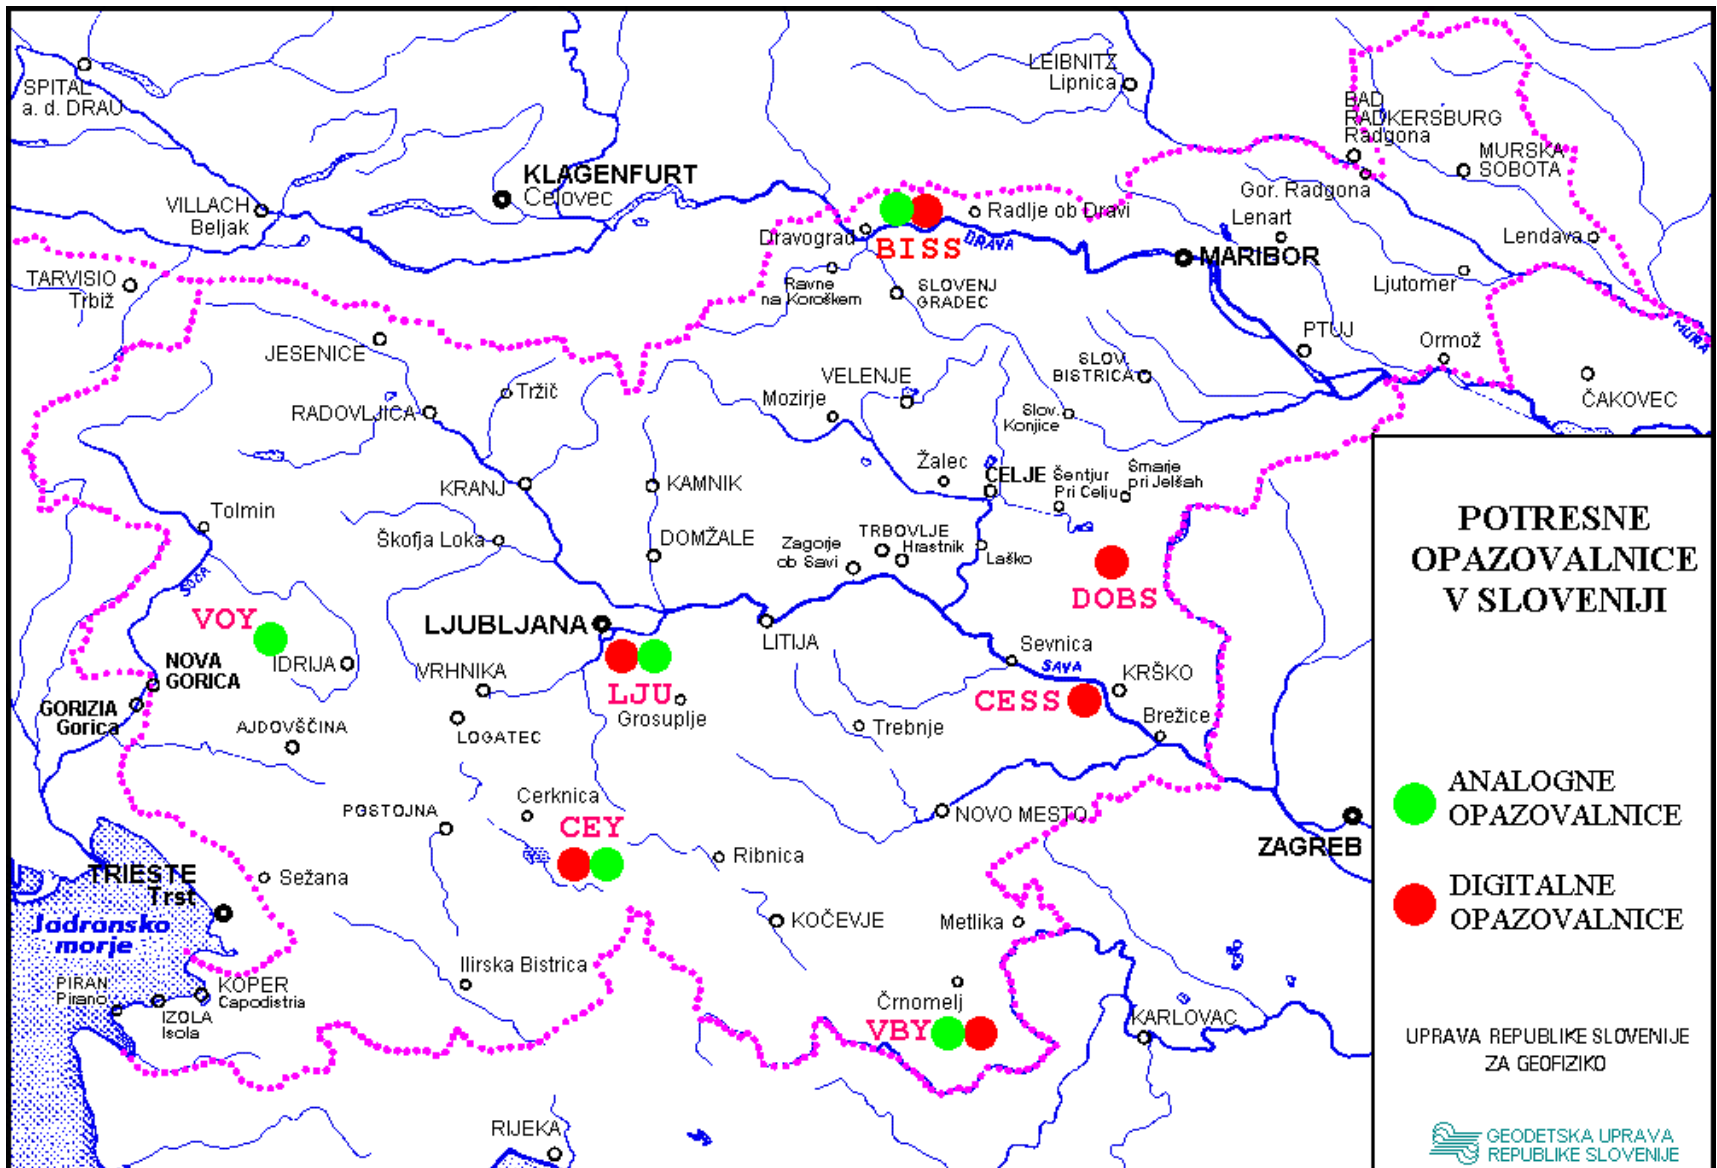 SPITAL
a. d. DRAU
LEIBNITZ
Lipnica
BAD
RADKERSBURG
Radgona
MURSKA
SOBOTA
KLAGENFURT
Celovec
Gor. Radgona
VILLACH
Beljak
Radlje ob Dravi
Lenart
Dravograd
BISS
DRAVA
MARIBOR
Lendava
TARVISIO
Trbiž
Ravne
na Koroškem
SLOVENJ
GRADEC
Ljutomer
MURA
JESENICE
PTUJ
Ormož
SLOV.
BISTRICA
VELENJE
Tržič
Mozirje
RADOVLJICA
Slov.
Konjice
ČAKOVEC
Žalec
CELJE
Šentjur
Pri Celju
Šmarje
pri Jelšah
KRANJ
KAMNIK
Tolmin
Škofja Loka
DOMŽALE
TRBOVLJE
Hrastnik
Zagorje
ob Savi
Laško
SOČA
DOBS
VOY
LJUBLJANA
LITIJA
IDRIJA
NOVA
GORICA
VRHNIKA
LJU
Grosuplje
Sevnica
SAVA
KRŠKO
CESS
GORIZIA
Gorica
AJDOVŠČINA
LOGATEC
Trebnje
Brežice
POSTOJNA
Cerknica
CEY
NOVO MESTO
ZAGREB
Ribnica
TRIESTE
Trst
Sežana
Jadransko
morje
KOČEVJE
Metlika
Ilirska Bistrica
PIRAN
Pirano
KOPER
Capodistria
IZOLA
Isola
Črnomelj
VBY
KARLOVAC
RIJEKA
POTRESNE
OPAZOVALNICE
V SLOVENIJI
ANALOGNE
OPAZOVALNICE
DIGITALNE
OPAZOVALNICE
UPRAVA REPUBLIKE SLOVENIJE
ZA GEOFIZIKO
GEODETSKA UPRAVA
REPUBLIKE SLOVENIJE